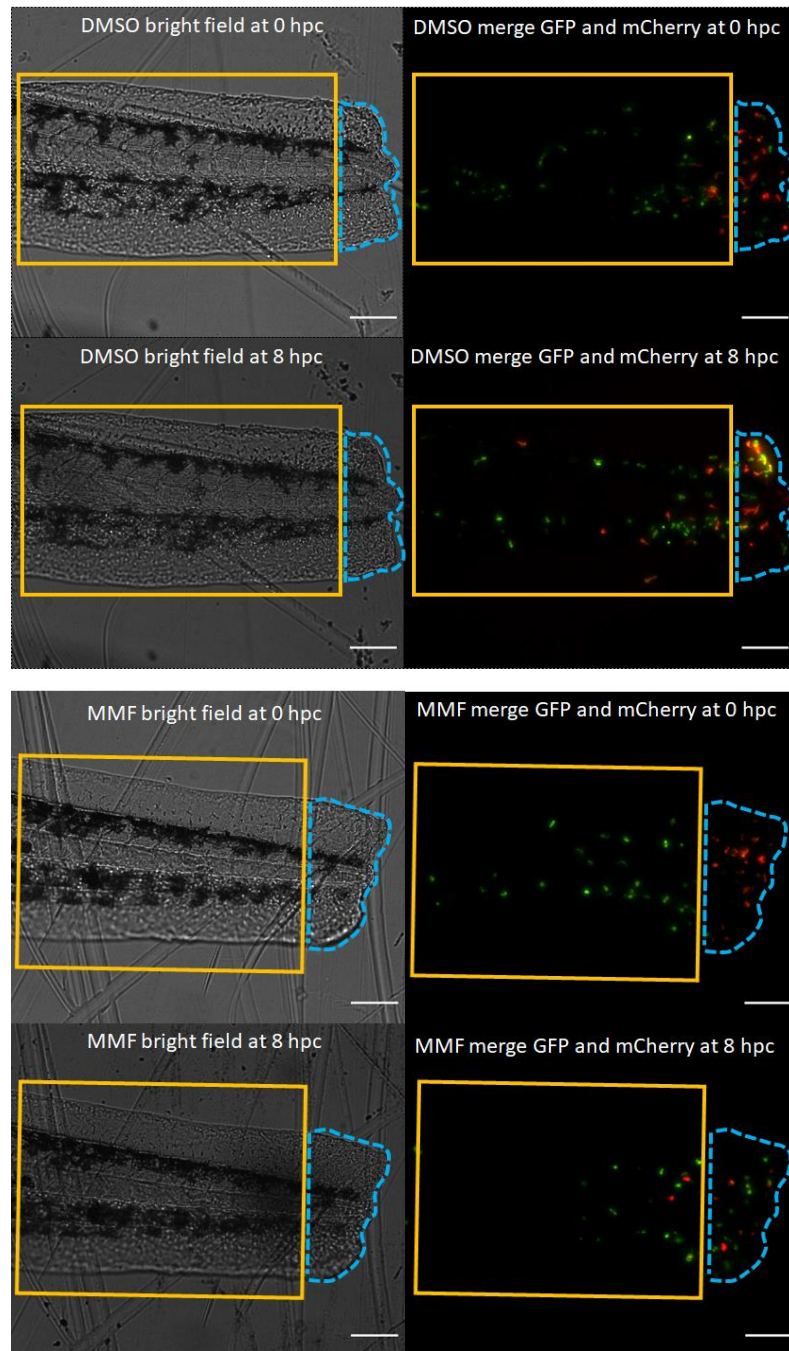 DMSO bright field at 0 hpc
DMSO merge GFP and mCherry at 0 hpc
DMSO bright field at 8 hpc
DMSO merge GFP and mCherry at 8 hpc
MMF bright field at 0 hpc
MMF merge GFP and mCherry at 0 hpc
MMF bright field at 8 hpc
MMF merge GFP and mCherry at 8 hpc